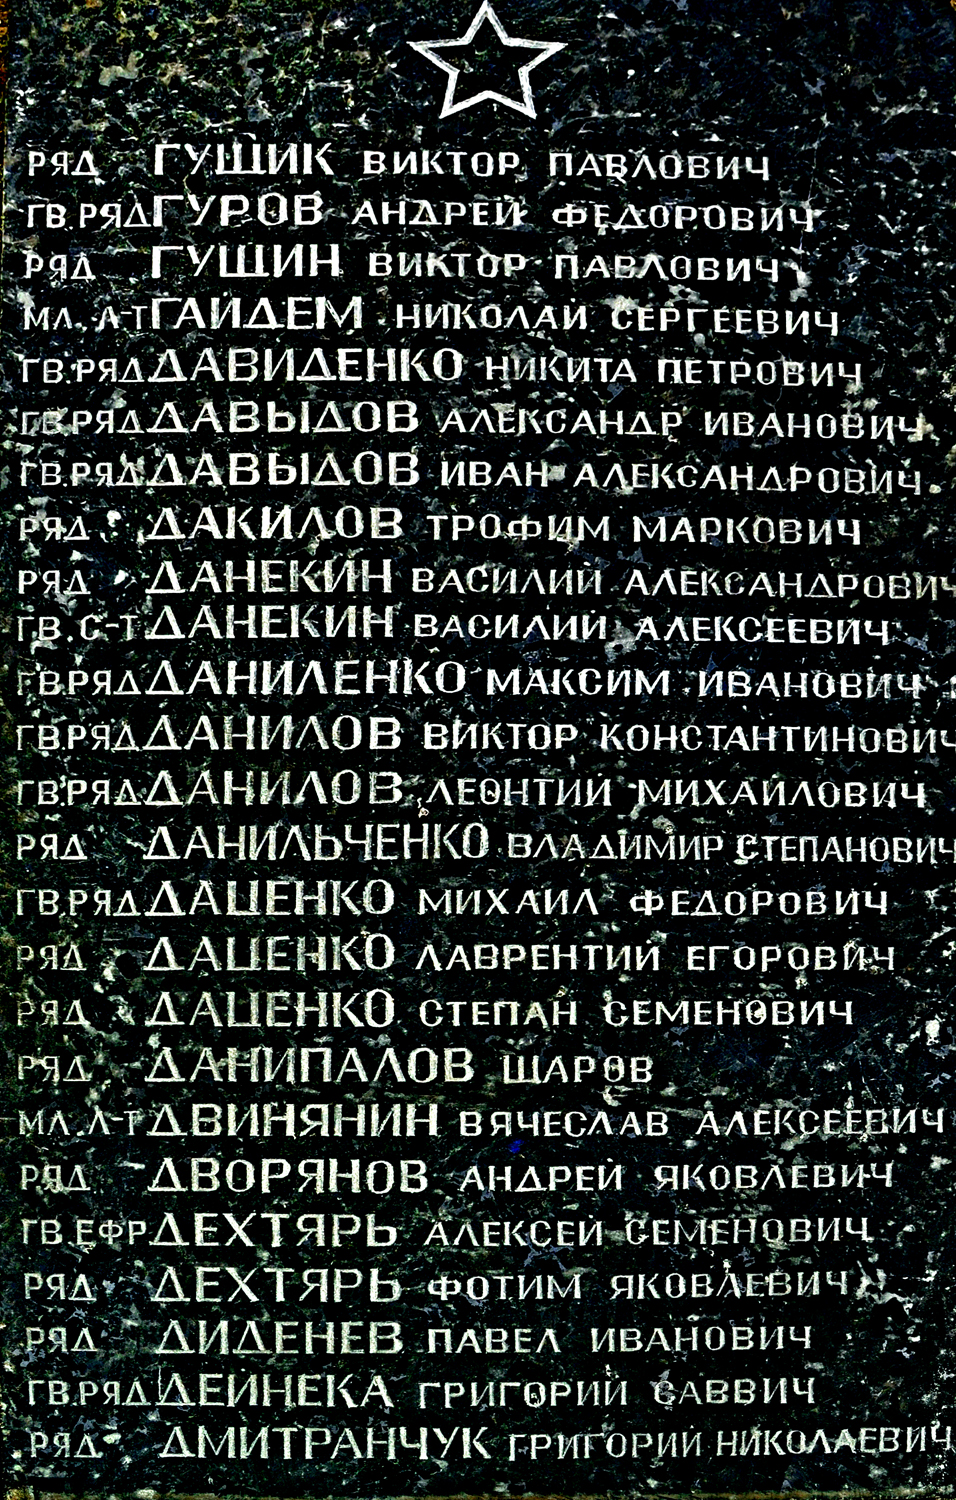 РЯД ГУЩИК ВИКТОР ПАВЛОВИЧ
ГВ.РЯД ГУРОВ АНДРЕЙ ФЕДОРОВИЧ
РЯД ГУЩИН ВИКТОР ПАВЛОВИЧ
МЛ.Л-Т ГАЙДЕМ НИКОЛАЙ СЕРГЕЕВИЧ
ГВ.РЯД ДАВИДЕНКО НИКИТА ПЕТРОВИЧ
ГВ.РЯД ДАВЫДОВ АЛЕКСАНДР ИВАНОВИЧ
ГВ.РЯД ДАВЫДОВ ИВАН АЛЕКСАНДРОВИЧ
РЯД ДАКИЛОВ ТРОФИМ МАРКОВИЧ
РЯД ДАНЕКИН ВАСИЛИЙ АЛЕКСАНДРОВИЧ
ГВ.С-Т ДАНЕКИН ВАСИЛИЙ АЛЕКСЕЕВИЧ
ГВ.РЯД ДАНИЛЕНКО МАКСИМ ИВАНОВИЧ
ГВ.РЯД ДАНИЛОВ ВИКТОР КОНСТАНТИНОВИЧ
ГВ.РЯД ДАНИЛОВ ЛЕОНТИЙ МИХАЙЛОВИЧ
РЯД ДАНИЛЬЧЕНКО ВЛАДИМИР СТЕПАНОВИЧ
ГВ.РЯД ДАЦЕНКО МИХАИЛ ФЕДОРОВИЧ
РЯД ДАЦЕНКО ЛАВРЕНТИЙ ЕГОРОВИЧ
РЯД ДАЦЕНКО СТЕПАН СЕМЕНОВИЧ
РЯД ДАНИПАЛОВ ЩАРОВ
МЛ.Л-Т ДВИНЯНИН ВЯЧЕСЛАВ АЛЕКСЕЕВИЧ
РЯД ДВОРЯНОВ АНДРЕЙ ЯКОВЛЕВИЧ
ГВ.ЕФР ДЕХТЯРЬ АЛЕКСЕЙ СЕМЕНОВИЧ
РЯД ДЕХТЯРЬ ФОТИМ ЯКОВЛЕВИЧ
РЯД ДИДЕНЕВ ПАВЕЛ ИВАНОВИЧ
ГВ.РЯД ДЕИНЕКА ГРИГОРИЙ САВВИЧ
РЯД ДМИТРАНЧУК ГРИГОРИЙ НИКОЛАЕВИЧ